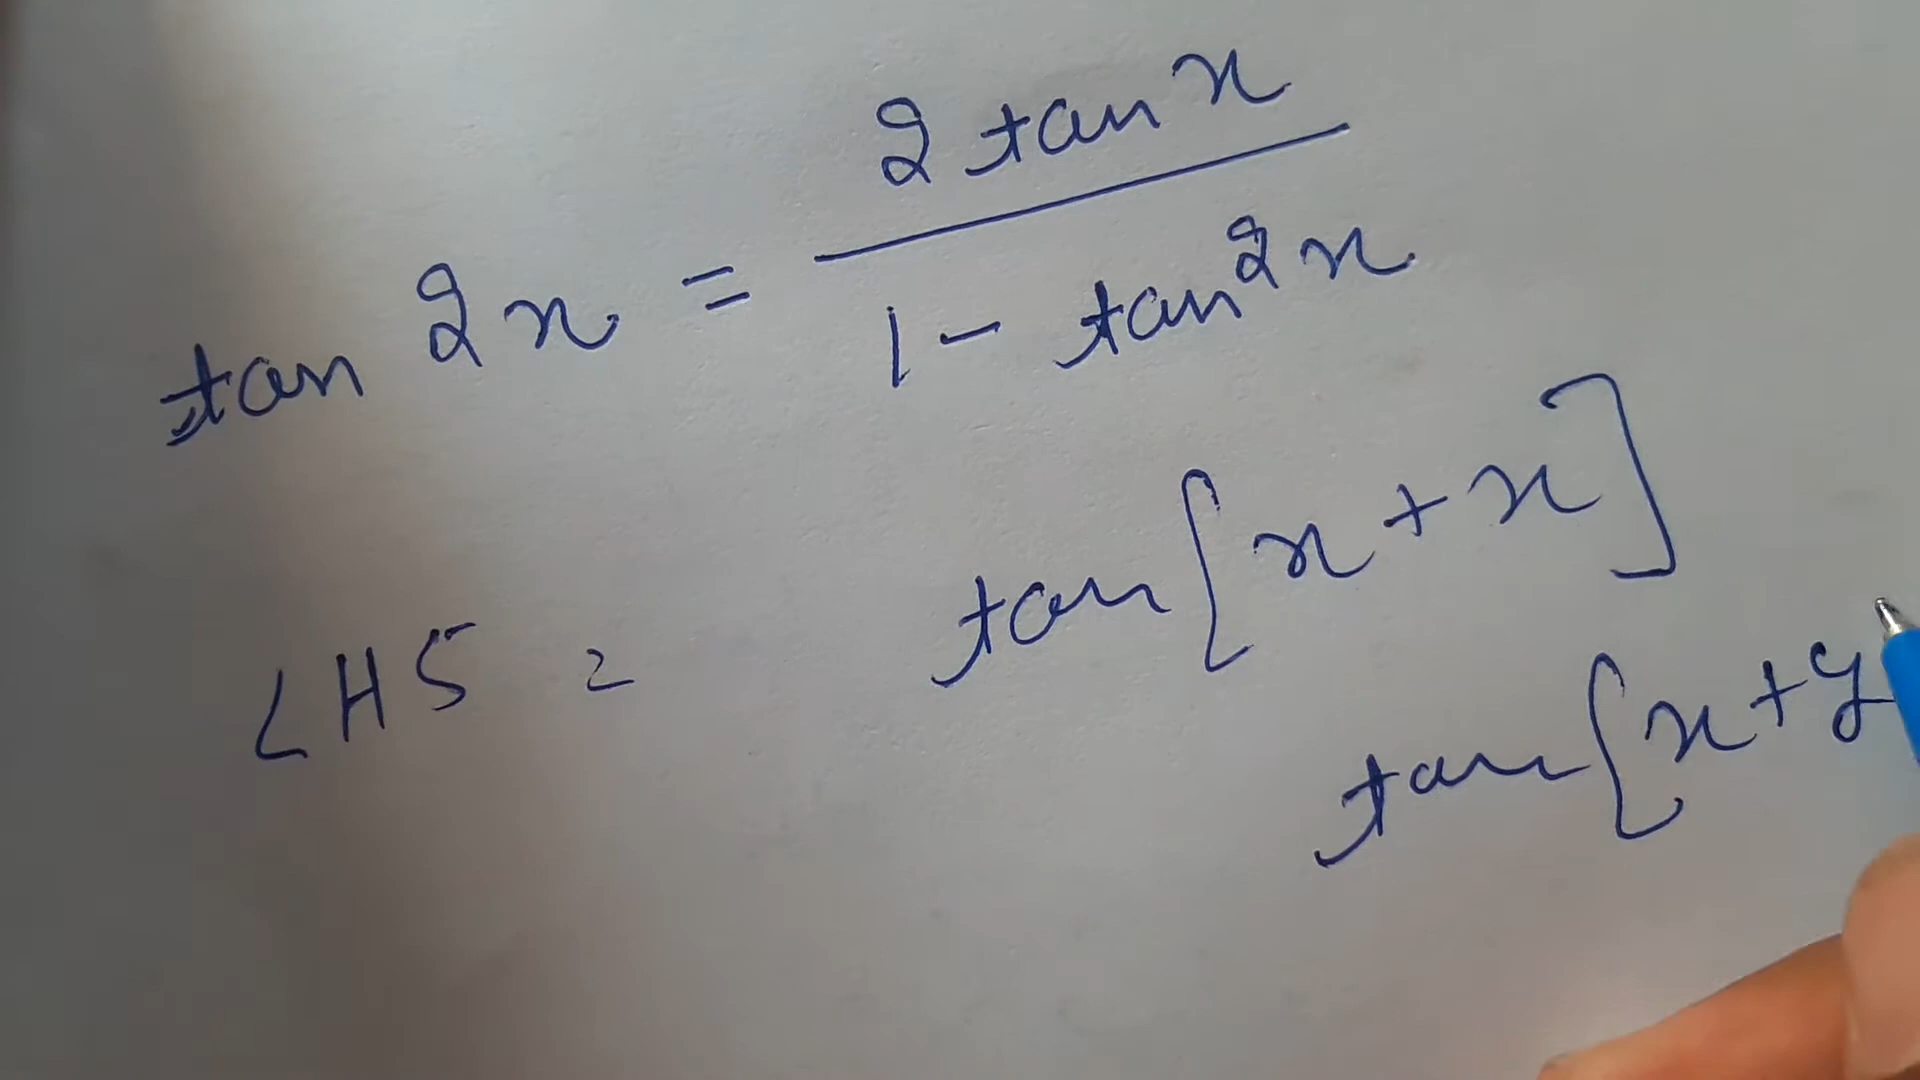 tan 2x = 2 tan x / 1 - tan²x
LHS = tan[x + x]
tan[x+y